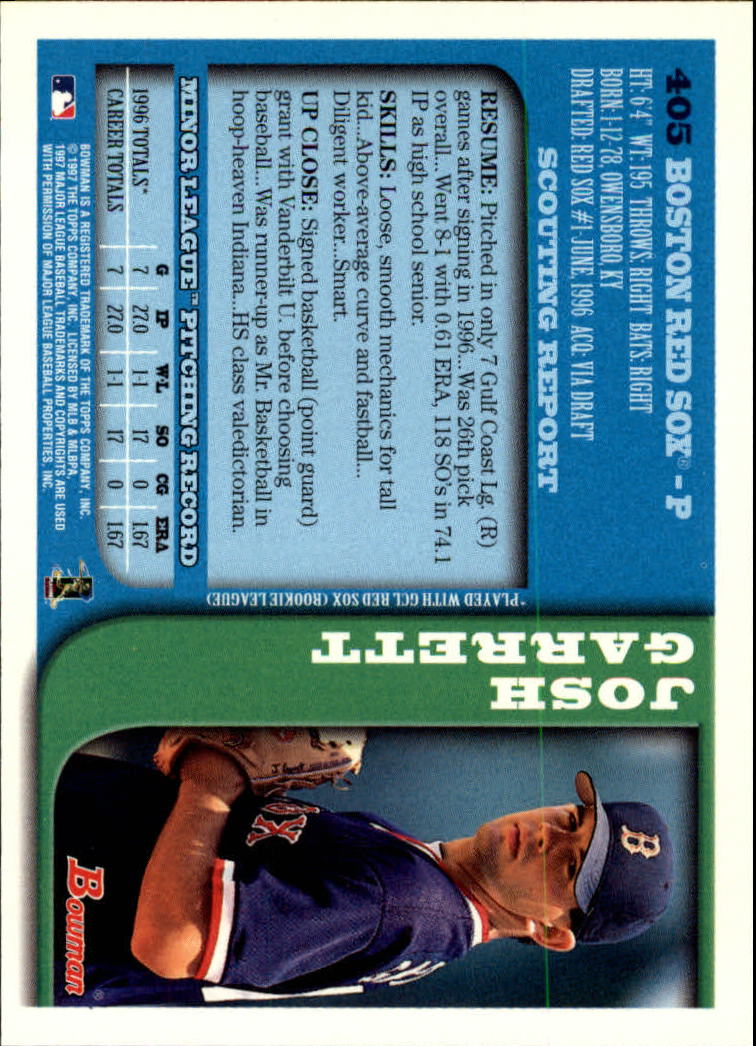 405 BOSTON RED SOX® - P
HT: 6'4" WT: 195 THROWS: RIGHT BATS: RIGHT
BORN: 1-12-78, OWENSBORO, KY
DRAFTED: RED SOX #1-JUNE, 1996 ACQ: VIA DRAFT
SCOUTING REPORT
RESUME: Pitched in only 7 Gulf Coast Lg. (R)
games after signing in 1996...Was 26th pick
overall... Went 8-1 with 0.61 ERA, 118 SO's in 74.1
IP as high school senior.
SKILLS: Loose, smooth mechanics for tall
kid...Above-average curve and fastball...
Diligent worker...Smart.
UP CLOSE: Signed basketball (point guard)
grant with Vanderbilt U. before choosing
baseball... Was runner-up as Mr. Basketball in
hoop-heaven Indiana... HS class valedictorian.
MINOR LEAGUE™ PITCHING RECORD
G IP W-L SO CG ERA
1996 TOTALS* 7 22.0 1-1 17 0 1.67
CAREER TOTALS 7 22.0 1-1 17 0 1.67
BOWMAN IS A REGISTERED TRADEMARK OF THE TOPPS COMPANY, INC.
© 1997 THE TOPPS COMPANY, INC. LICENSED BY MLB & MLBPA.
1997 MAJOR LEAGUE BASEBALL TRADEMARKS AND COPYRIGHTS ARE USED
WITH PERMISSION OF MAJOR LEAGUE BASEBALL PROPERTIES, INC.
*PLAYED WITH GCL RED SOX (ROOKIE LEAGUE)
JOSH
GARRETT
B
OX
Bowman®